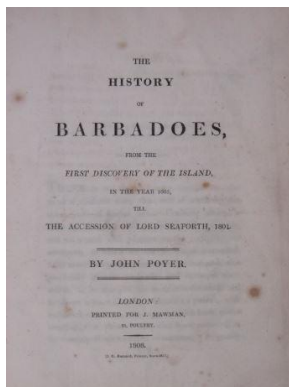 THE
HISTORY
OF
BARBADOES,
FROM THE
FIRST DISCOVERY OF THE ISLAND,
IN THE YEAR
TILL
THE ACCESSION OF LORD SEAFORTH, 1801.
BY JOHN POYER.
LONDON
PRINTED FOR J. MAWMAN,
POULTRY.
1808.